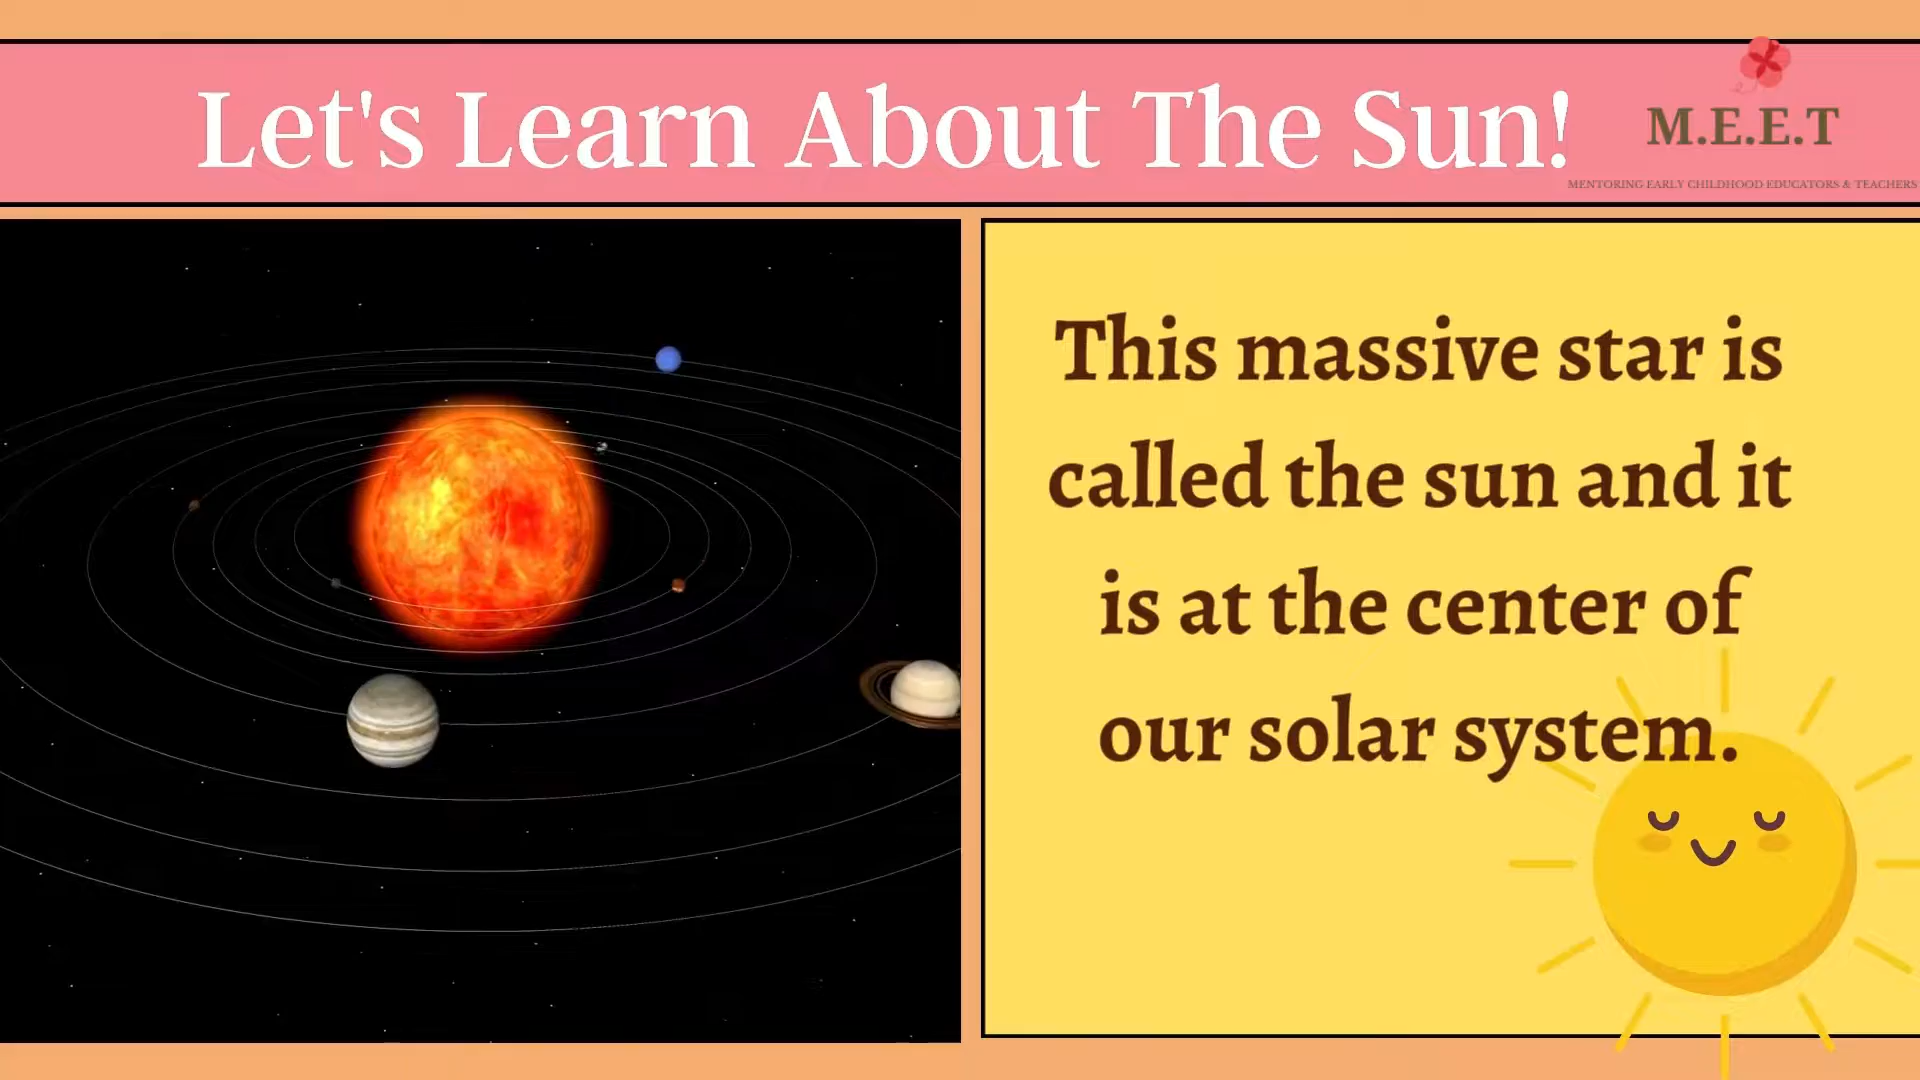 Let's Learn About The Sun!
M.E.E.T
MENTORING EARLY CHILDHOOD EDUCATORS & TEACHERS
This massive star is
called the sun and it
is at the center of
our solar system.